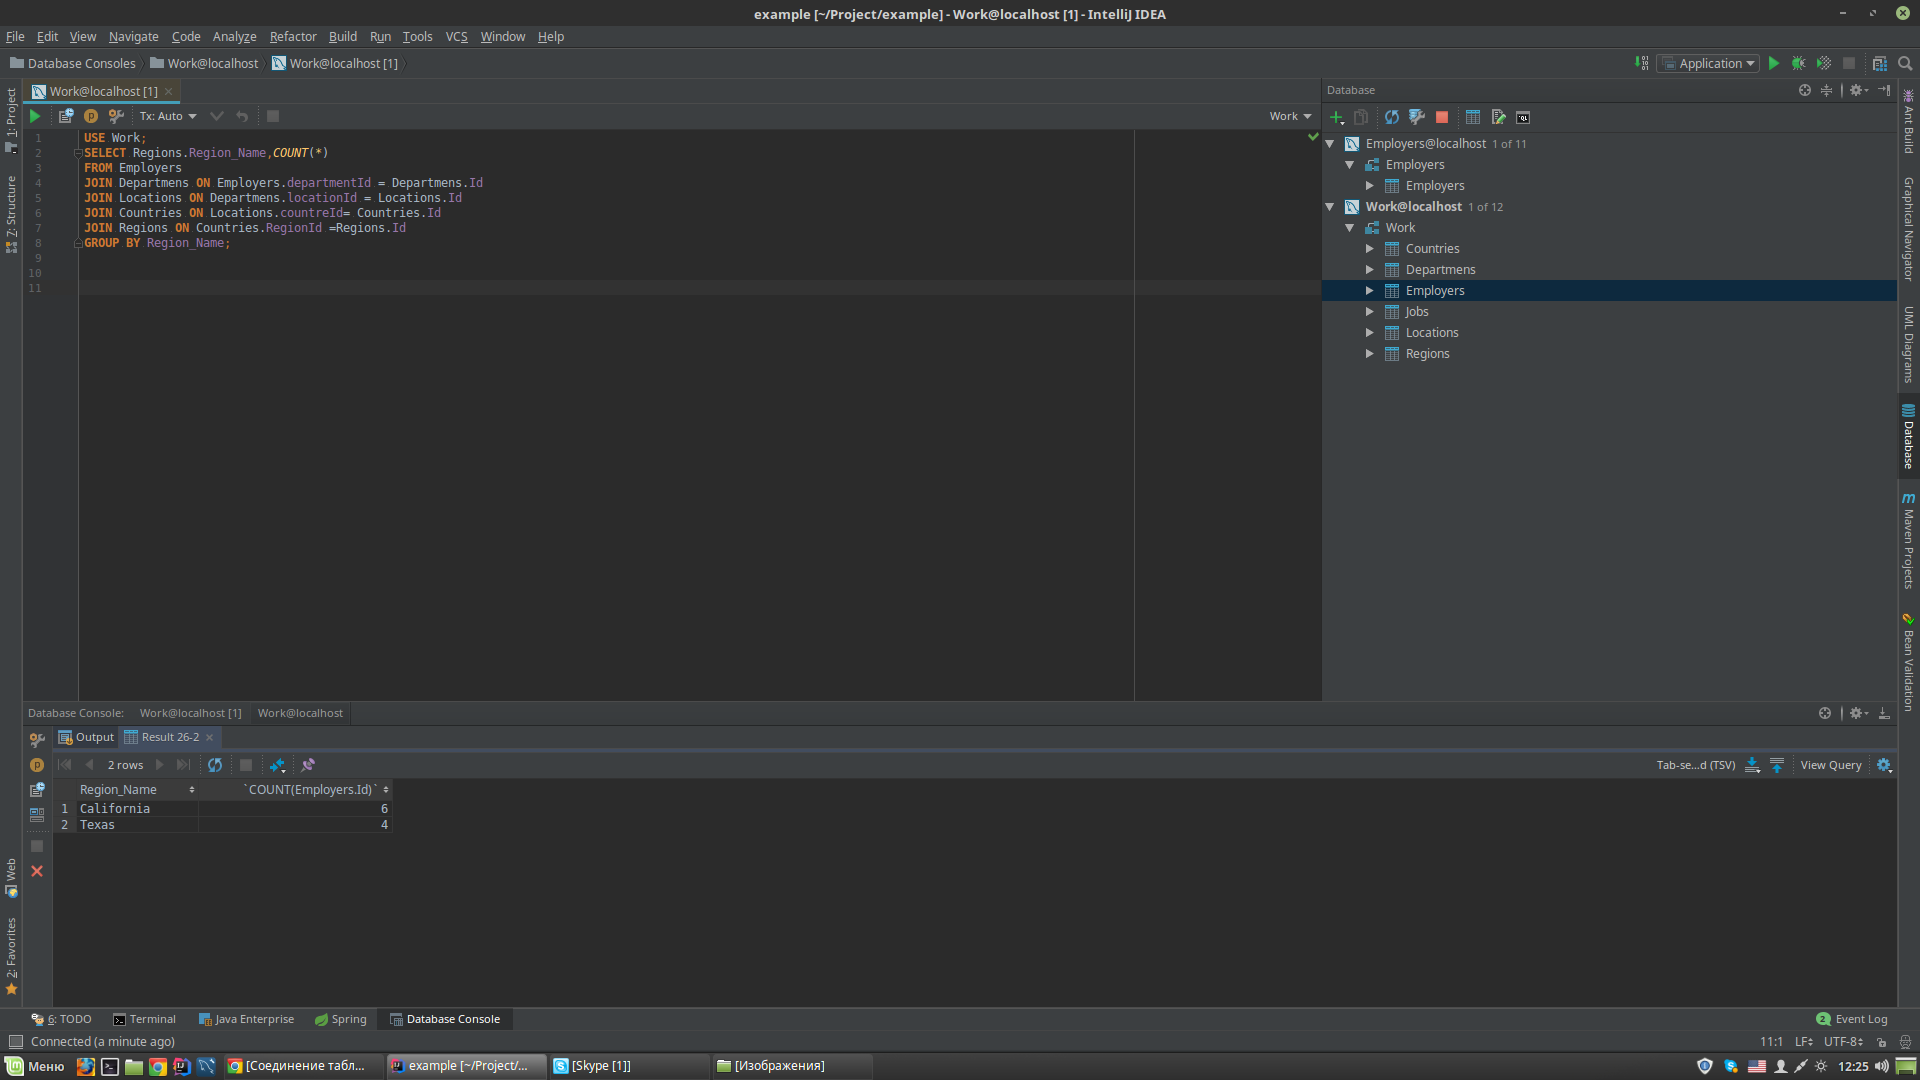 example [~/Project/example] - Work@localhost [1] - IntelliJ IDEA
File Edit View Navigate Code Analyze Refactor Build Run Tools VCS Window Help
Database Consoles Work@localhost Work@localhost [1]
Application
Work@localhost [1]
Tx: Auto
Work
1 USE Work;
2 SELECT Regions.Region_Name,COUNT(*)
3 FROM Employers
4 JOIN Departmens ON Employers.departmentId = Departmens.Id
5 JOIN Locations ON Departmens.locationId = Locations.Id
6 JOIN Countries ON Locations.countreId= Countries.Id
7 JOIN Regions ON Countries.RegionId =Regions.Id
8 GROUP BY Region_Name;
9
10
11
Database
Employers@localhost 1 of 11
Employers
Employers
Work@localhost 1 of 12
Work
Countries
Departmens
Employers
Jobs
Locations
Regions
1: Project
7: Structure
Web
2: Favorites
Ant Build
Graphical Navigator
UML Diagrams
Database
Maven Projects
Bean Validation
Database Console: Work@localhost [1] Work@localhost
Output Result 26-2
2 rows
Tab-se...d (TSV) View Query
Region_Name `COUNT(Employers.Id)`
1 California 6
2 Texas 4
6: TODO Terminal Java Enterprise Spring Database Console
2 Event Log
Connected (a minute ago)
11:1 LF UTF-8
Меню [Соединение табл... example [~/Project/... [Skype [1]] [Изображения]
12:25